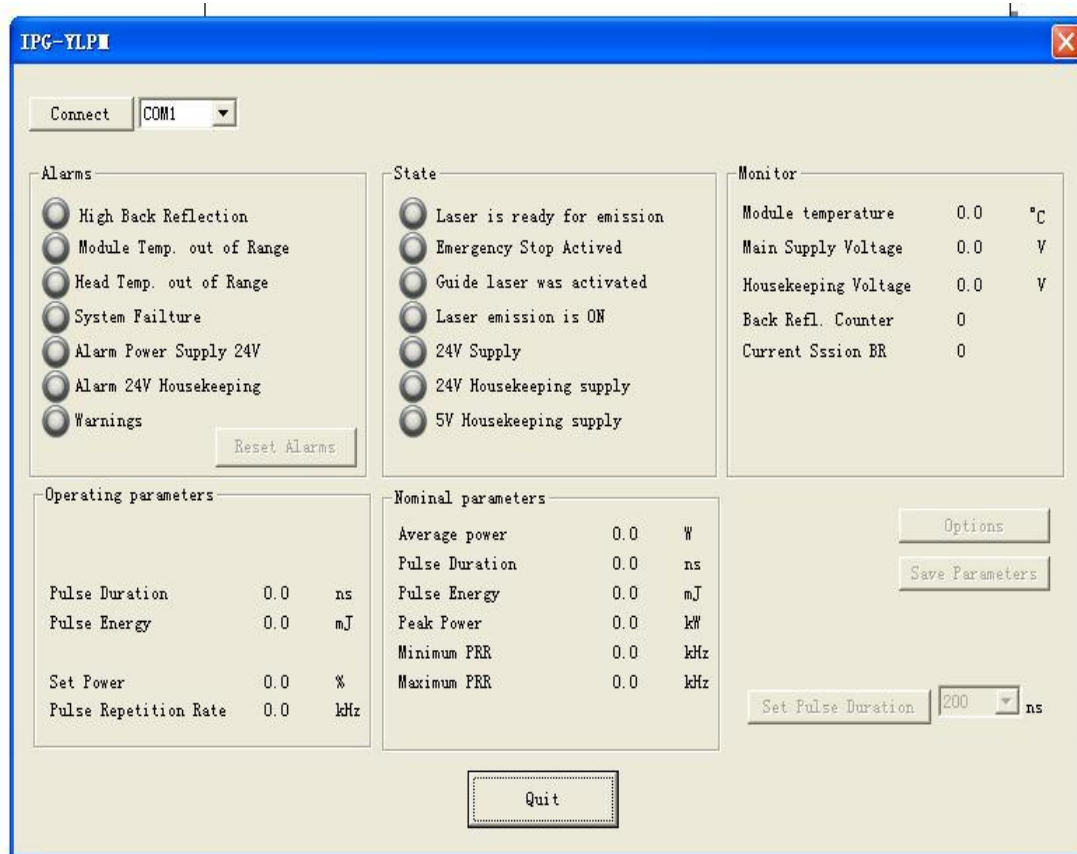 IPG-YLPM
Connect COM1
Alarms
High Back Reflection
Module Temp. out of Range
Head Temp. out of Range
System Failture
Alarm Power Supply 24V
Alarm 24V Housekeeping
Warnings
Reset Alarms
State
Laser is ready for emission
Emergency Stop Actived
Guide laser was activated
Laser emission is ON
24V Supply
24V Housekeeping supply
5V Housekeeping supply
Monitor
Module temperature 0.0 °C
Main Supply Voltage 0.0 V
Housekeeping Voltage 0.0 V
Back Refl. Counter 0
Current Sssion BR 0
Operating parameters
Pulse Duration 0.0 ns
Pulse Energy 0.0 mJ
Set Power 0.0 %
Pulse Repetition Rate 0.0 kHz
Nominal parameters
Average power 0.0 W
Pulse Duration 0.0 ns
Pulse Energy 0.0 mJ
Peak Power 0.0 kW
Minimum PRR 0.0 kHz
Maximum PRR 0.0 kHz
Options
Save Parameters
Set Pulse Duration 200 ns
Quit